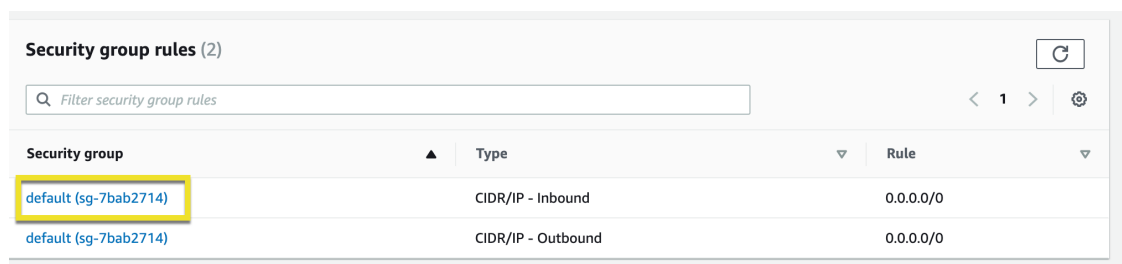 Security group rules (2)
Filter security group rules
1
Security group Type Rule
default (sg-7bab2714) CIDR/IP - Inbound 0.0.0.0/0
default (sg-7bab2714) CIDR/IP - Outbound 0.0.0.0/0